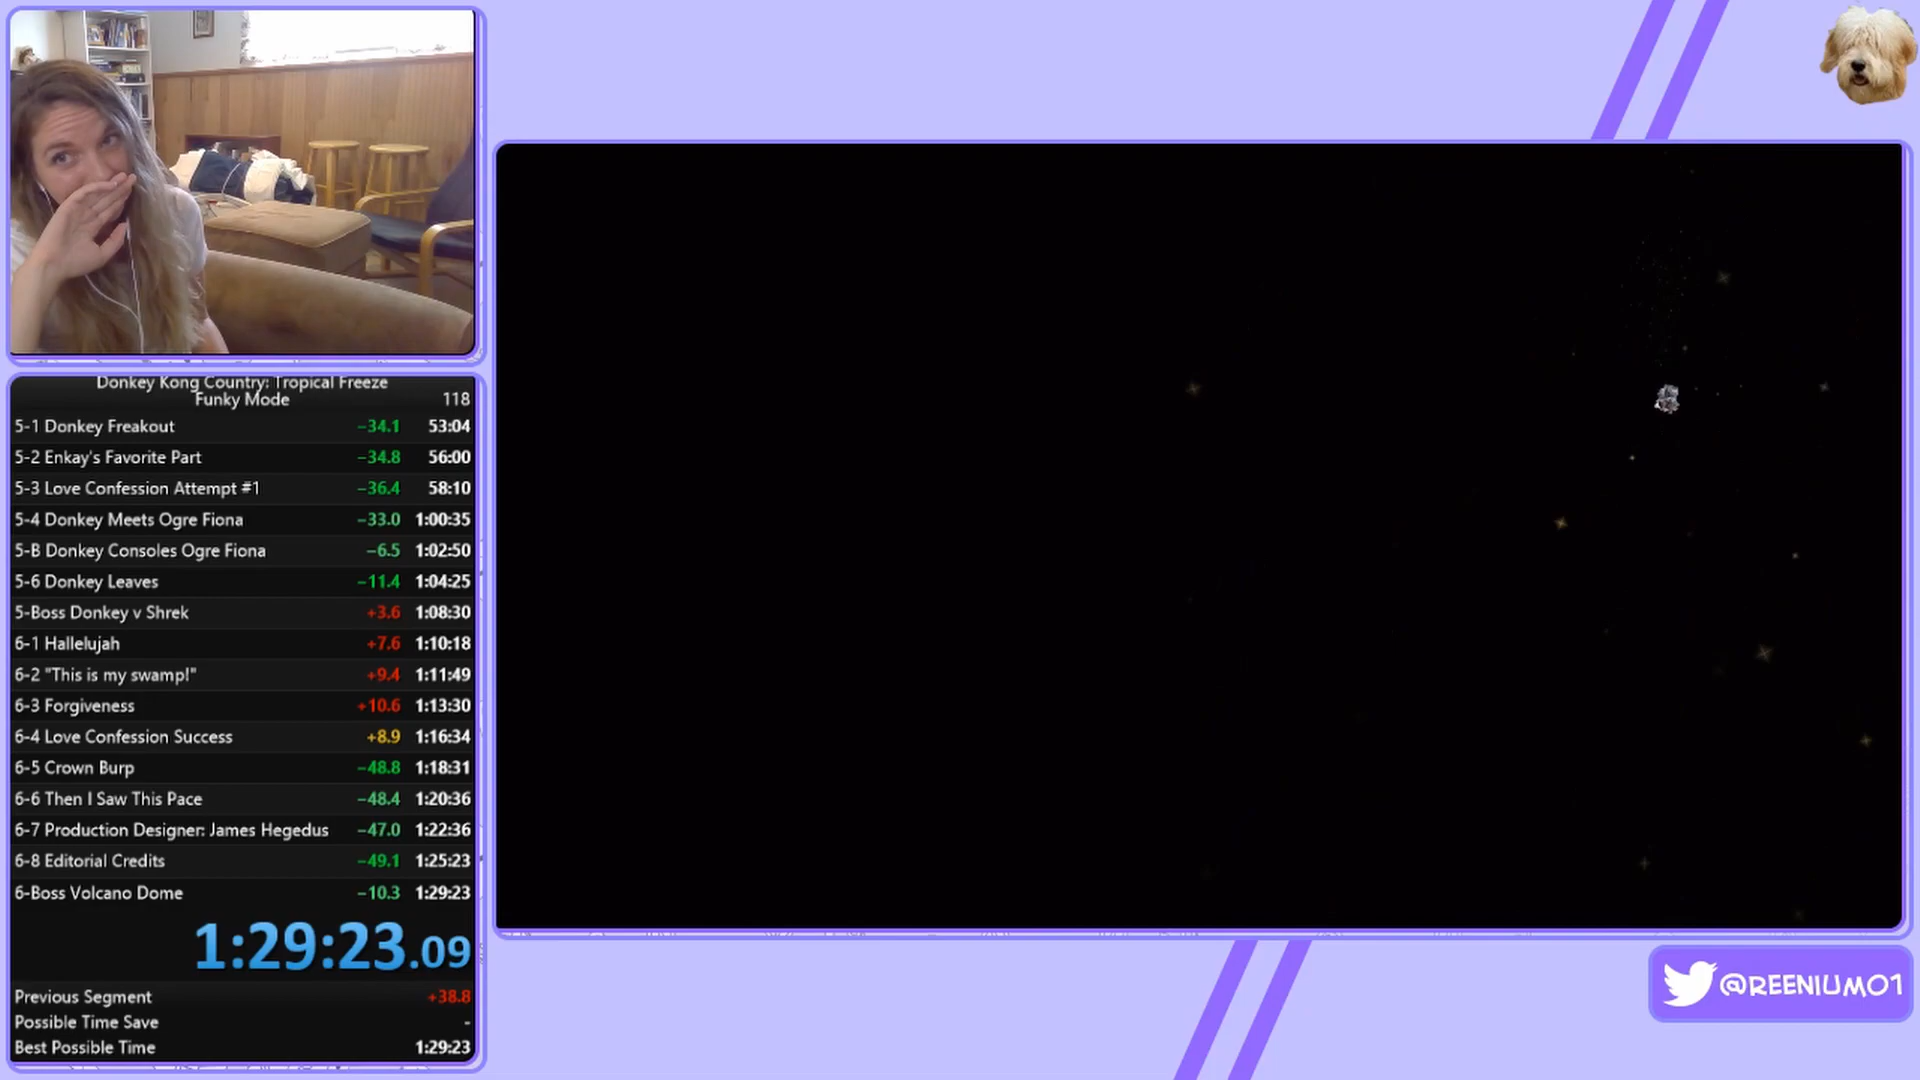 Donkey Kong Country: Tropical Freeze
Funky Mode 118
5-1 Donkey Freakout −34.1 53:04
5-2 Enkay's Favorite Part −34.8 56:00
5-3 Love Confession Attempt #1 −36.4 58:10
5-4 Donkey Meets Ogre Fiona −33.0 1:00:35
5-B Donkey Consoles Ogre Fiona −6.5 1:02:50
5-6 Donkey Leaves −11.4 1:04:25
5-Boss Donkey v Shrek +3.6 1:08:30
6-1 Hallelujah +7.6 1:10:18
6-2 "This is my swamp!" +9.4 1:11:49
6-3 Forgiveness +10.6 1:13:30
6-4 Love Confession Success +8.9 1:16:34
6-5 Crown Burp −48.8 1:18:31
6-6 Then I Saw This Pace −48.4 1:20:36
6-7 Production Designer: James Hegedus −47.0 1:22:36
6-8 Editorial Credits −49.1 1:25:23
6-Boss Volcano Dome −10.3 1:29:23
1:29:23.09
Previous Segment +38.8
Possible Time Save -
Best Possible Time 1:29:23
@REENIUM01